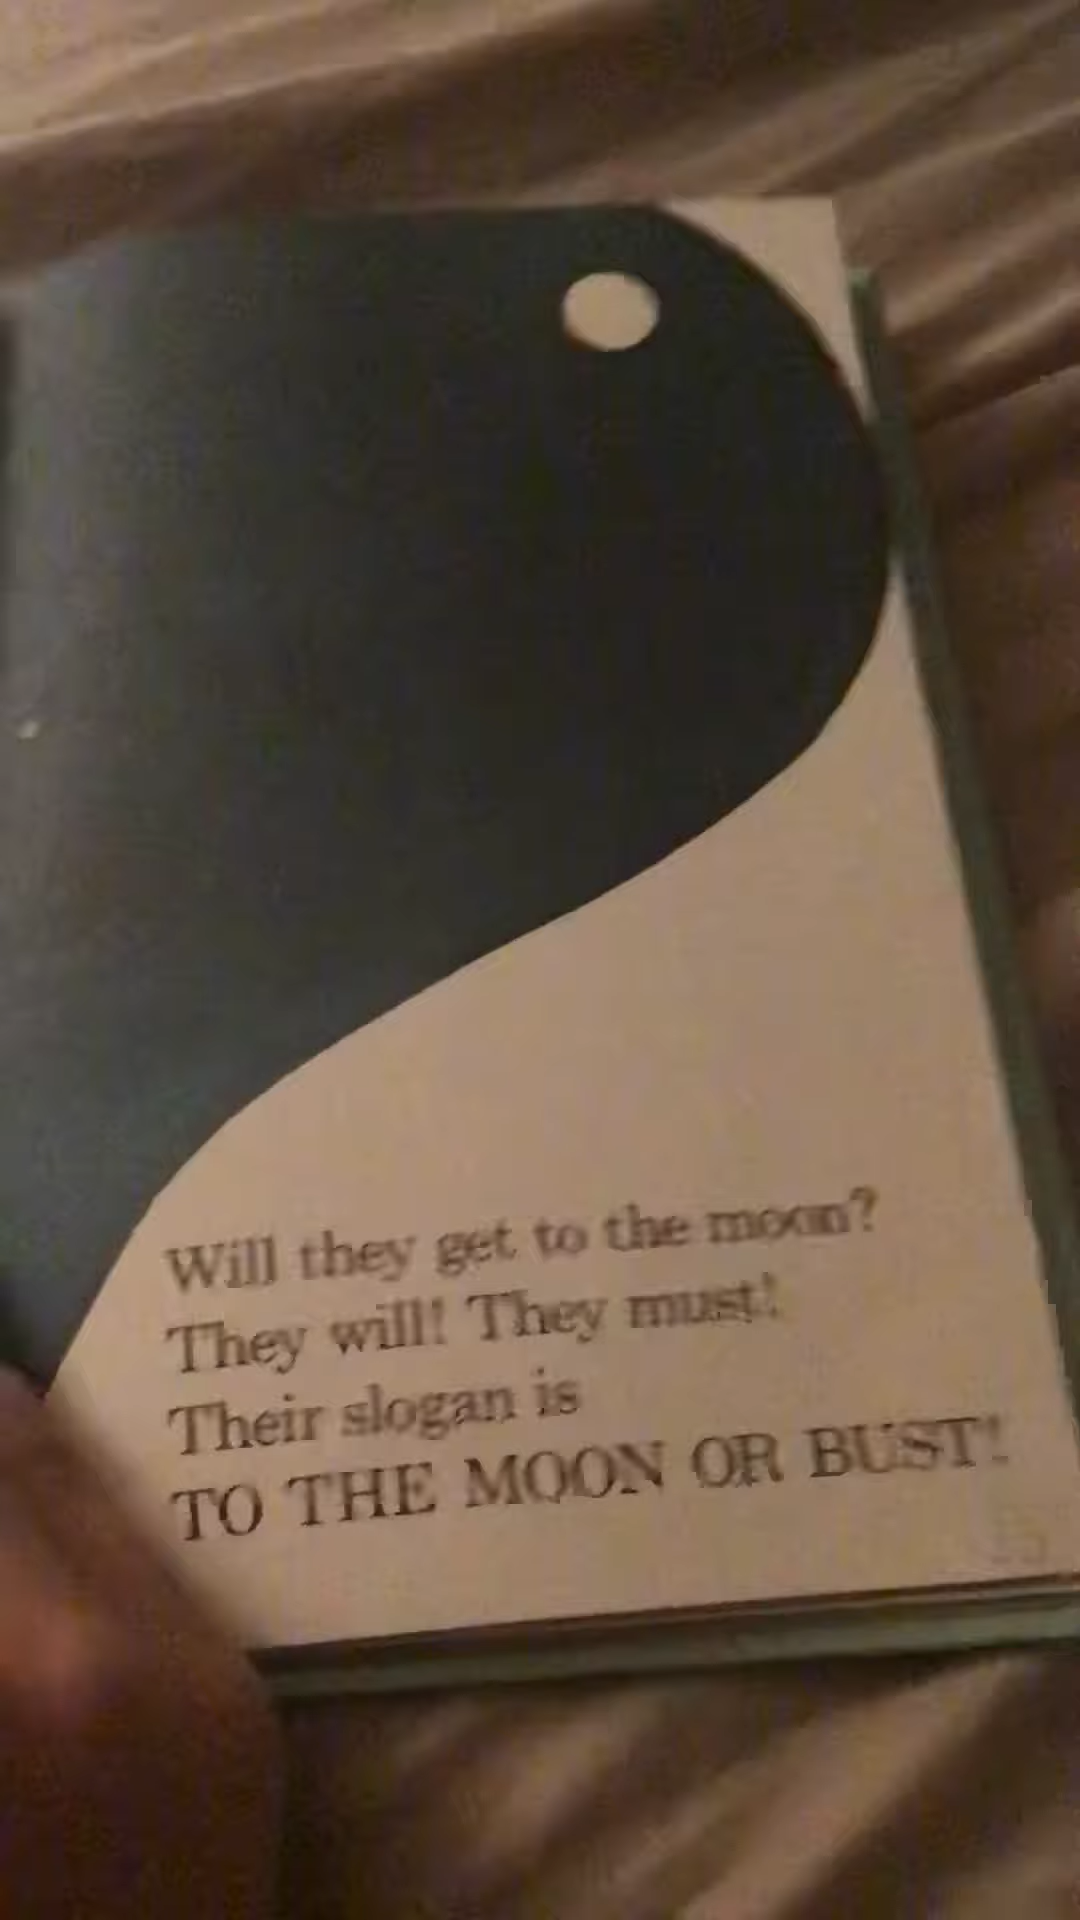 Will they get to the moon?
They will! They must!
Their slogan is
TO THE MOON OR BUST!